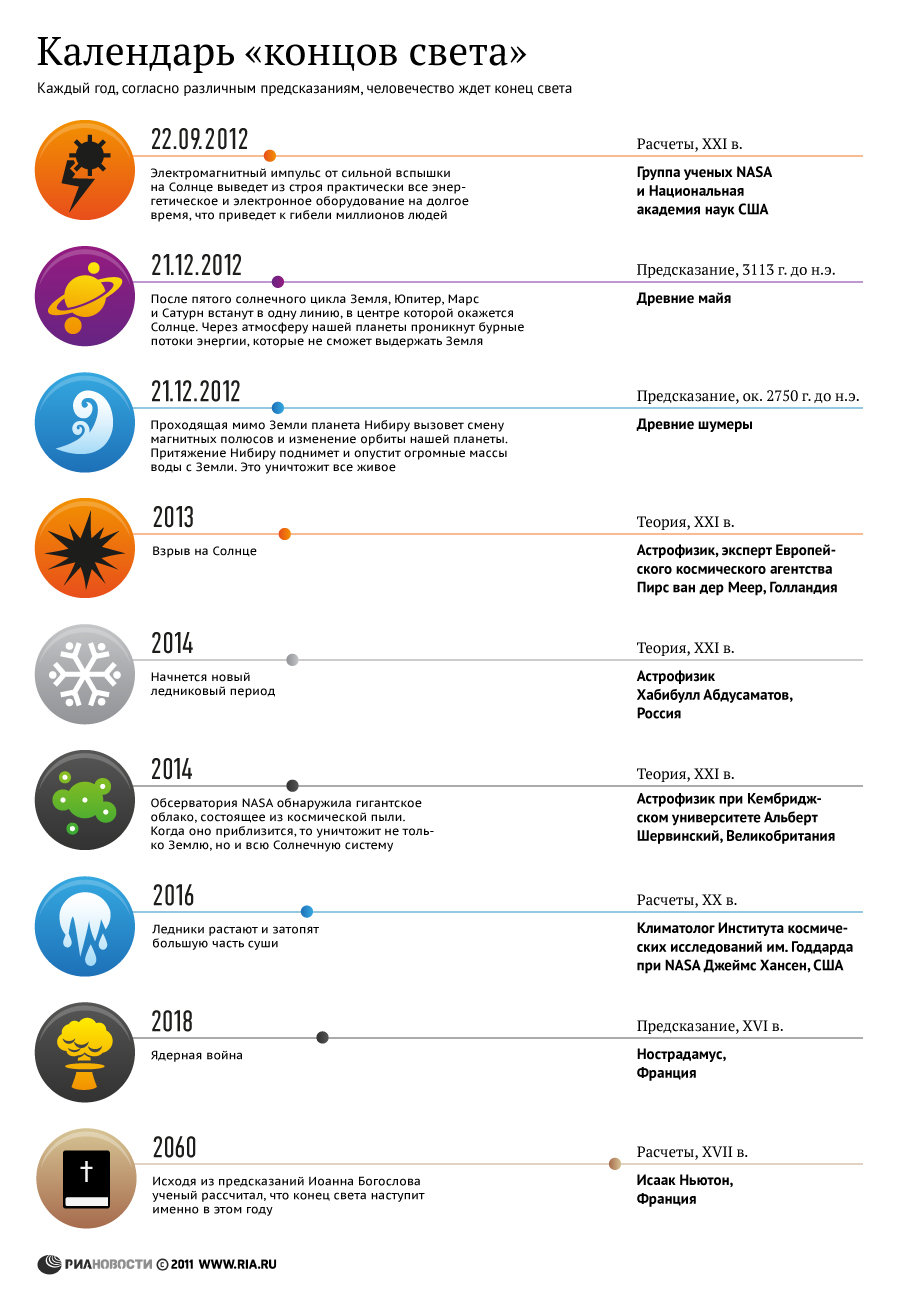 Календарь «концов света»
Каждый год, согласно различным предсказаниям, человечество ждет конец света
22.09.2012
Электромагнитный импульс от сильной вспышки
на Солнце выведет из строя практически все энер-
гетическое и электронное оборудование на долгое
время, что приведет к гибели миллионов людей
Расчеты, XXI в.
Группа ученых NASA
и Национальная
академия наук США
21.12.2012
После пятого солнечного цикла Земля, Юпитер, Марс
и Сатурн встанут в одну линию, в центре которой окажется
Солнце. Через атмосферу нашей планеты проникнут бурные
потоки энергии, которые не сможет выдержать Земля
Предсказание, 3113 г. до н.э.
Древние майя
21.12.2012
Проходящая мимо Земли планета Нибиру вызовет смену
магнитных полюсов и изменение орбиты нашей планеты.
Притяжение Нибиру поднимет и опустит огромные массы
воды с Земли. Это уничтожит все живое
Предсказание, ок. 2750 г. до н.э.
Древние шумеры
2013
Взрыв на Солнце
Теория, XXI в.
Астрофизик, эксперт Европей-
ского космического агентства
Пирс ван дер Меер, Голландия
2014
Начнется новый
ледниковый период
Теория, XXI в.
Астрофизик
Хабибулл Абдусаматов,
Россия
2014
Обсерватория NASA обнаружила гигантское
облако, состоящее из космической пыли.
Когда оно приблизится, то уничтожит не толь-
ко Землю, но и всю Солнечную систему
Теория, XXI в.
Астрофизик при Кембридж-
ском университете Альберт
Шервинский, Великобритания
2016
Ледники растают и затопят
большую часть суши
Расчеты, XX в.
Климатолог Института космиче-
ских исследований им. Годдарда
при NASA Джеймс Хансен, США
2018
Ядерная война
Предсказание, XVI в.
Нострадамус,
Франция
2060
Исходя из предсказаний Иоанна Богослова
ученый рассчитал, что конец света наступит
именно в этом году
Расчеты, XVII в.
Исаак Ньютон,
Франция
РИАНОВОСТИ © 2011 WWW.RIA.RU